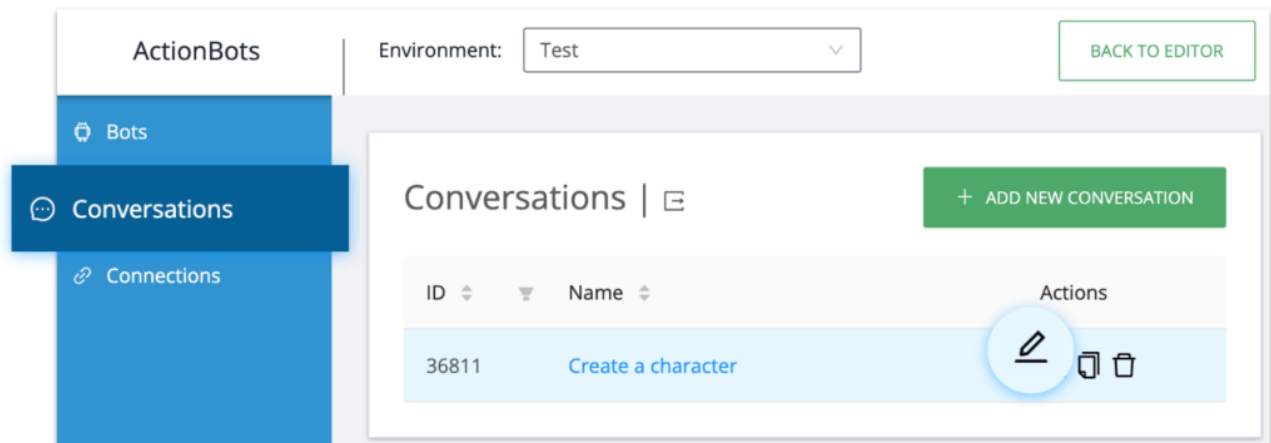 ActionBots
Environment: Test
BACK TO EDITOR
Bots
Conversations
Connections
Conversations |
+ ADD NEW CONVERSATION
ID Name Actions
36811 Create a character